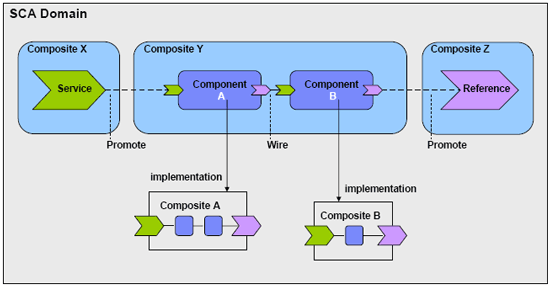 SCA Domain
Composite X
Composite Y
Composite Z
Service
Component
A
Component
B
Reference
Promote
Wire
Promote
implementation
implementation
Composite A
Composite B